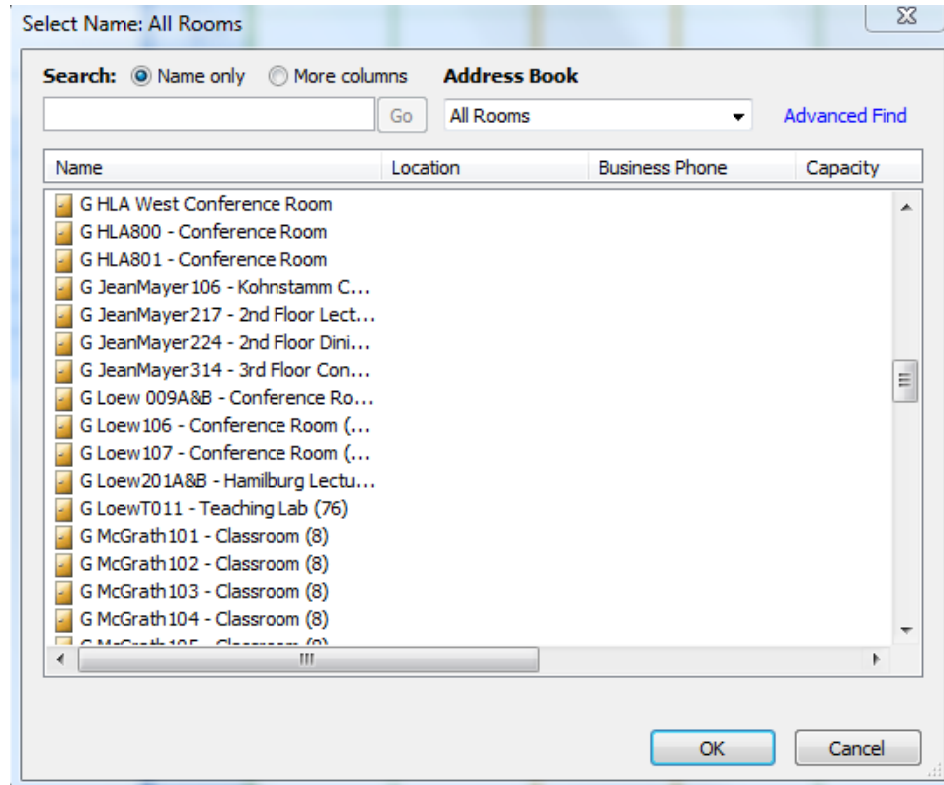 Select Name: All Rooms
Search: Name only More columns Address Book
Go All Rooms Advanced Find
Name Location Business Phone Capacity
G HLA West Conference Room
G HLA800 - Conference Room
G HLA801 - Conference Room
G JeanMayer106 - Kohnstamm C...
G JeanMayer217 - 2nd Floor Lect...
G JeanMayer224 - 2nd Floor Dini...
G JeanMayer314 - 3rd Floor Con...
G Loew 009A&B - Conference Ro...
G Loew106 - Conference Room (...
G Loew107 - Conference Room (...
G Loew201A&B - Hamilburg Lectu...
G LoewT011 - Teaching Lab (76)
G McGrath101 - Classroom (8)
G McGrath102 - Classroom (8)
G McGrath103 - Classroom (8)
G McGrath104 - Classroom (8)
G McGrath105 - Classroom (8)
OK Cancel